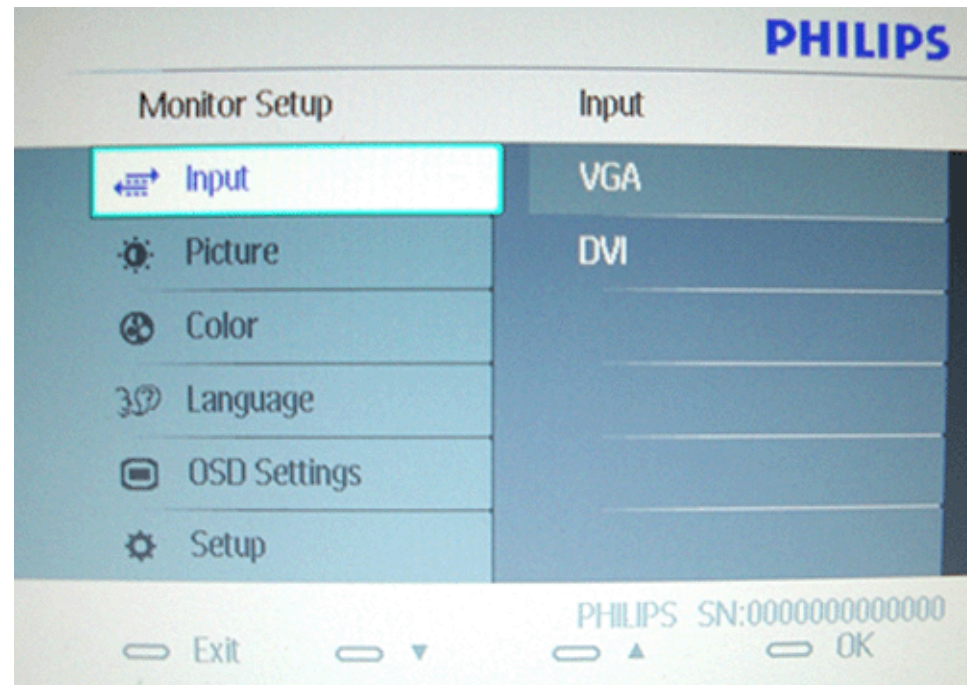 PHILIPS
Monitor Setup Input
Input VGA
Picture DVI
Color
Language
OSD Settings
Setup
PHILIPS SN:0000000000000
Exit ▼ ▲ OK